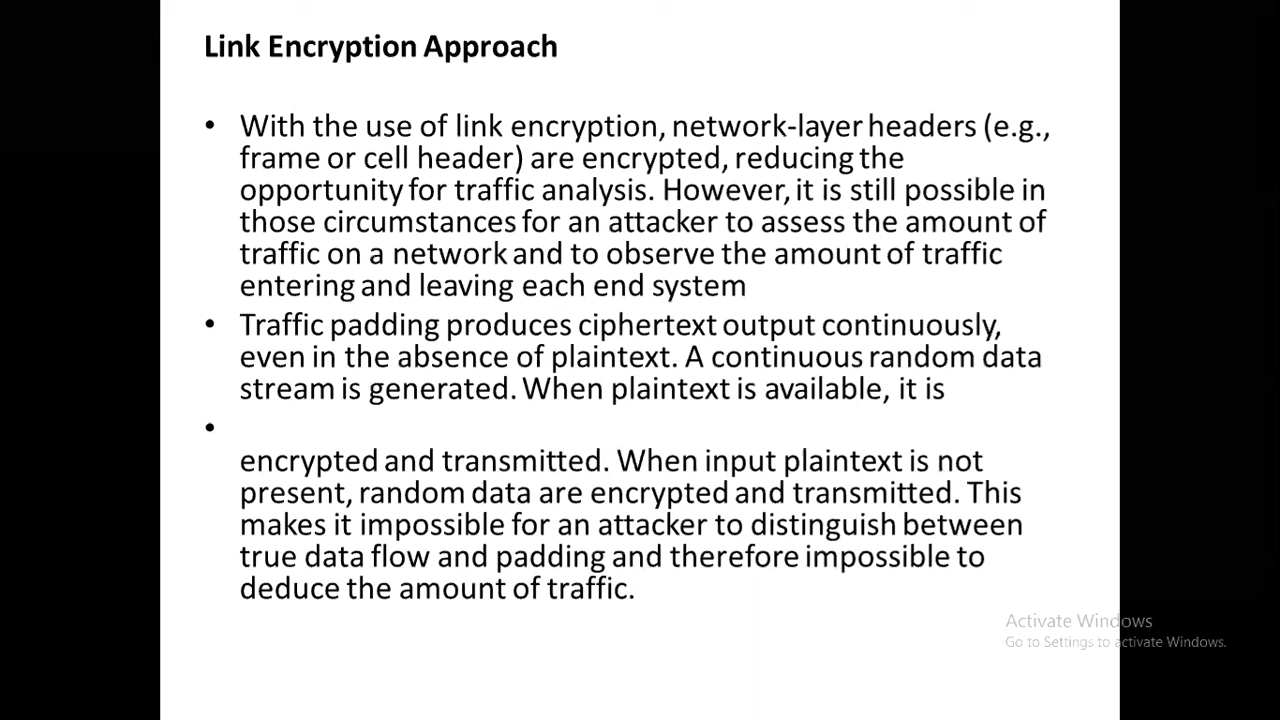 Link Encryption Approach
• With the use of link encryption, network-layer headers (e.g.,
frame or cell header) are encrypted, reducing the
opportunity for traffic analysis. However, it is still possible in
those circumstances for an attacker to assess the amount of
traffic on a network and to observe the amount of traffic
entering and leaving each end system
• Traffic padding produces ciphertext output continuously,
even in the absence of plaintext. A continuous random data
stream is generated. When plaintext is available, it is
•
encrypted and transmitted. When input plaintext is not
present, random data are encrypted and transmitted. This
makes it impossible for an attacker to distinguish between
true data flow and padding and therefore impossible to
deduce the amount of traffic.
Activate Windows
Go to Settings to activate Windows.